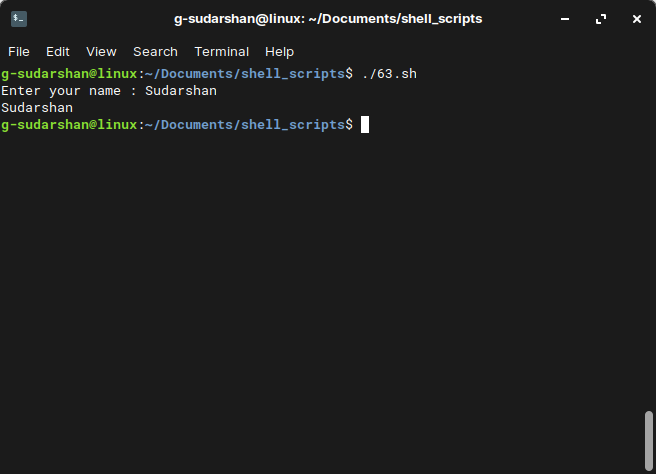 g-sudarshan@linux: ~/Documents/shell_scripts
File Edit View Search Terminal Help
g-sudarshan@linux:~/Documents/shell_scripts$ ./63.sh
Enter your name : Sudarshan
Sudarshan
g-sudarshan@linux:~/Documents/shell_scripts$